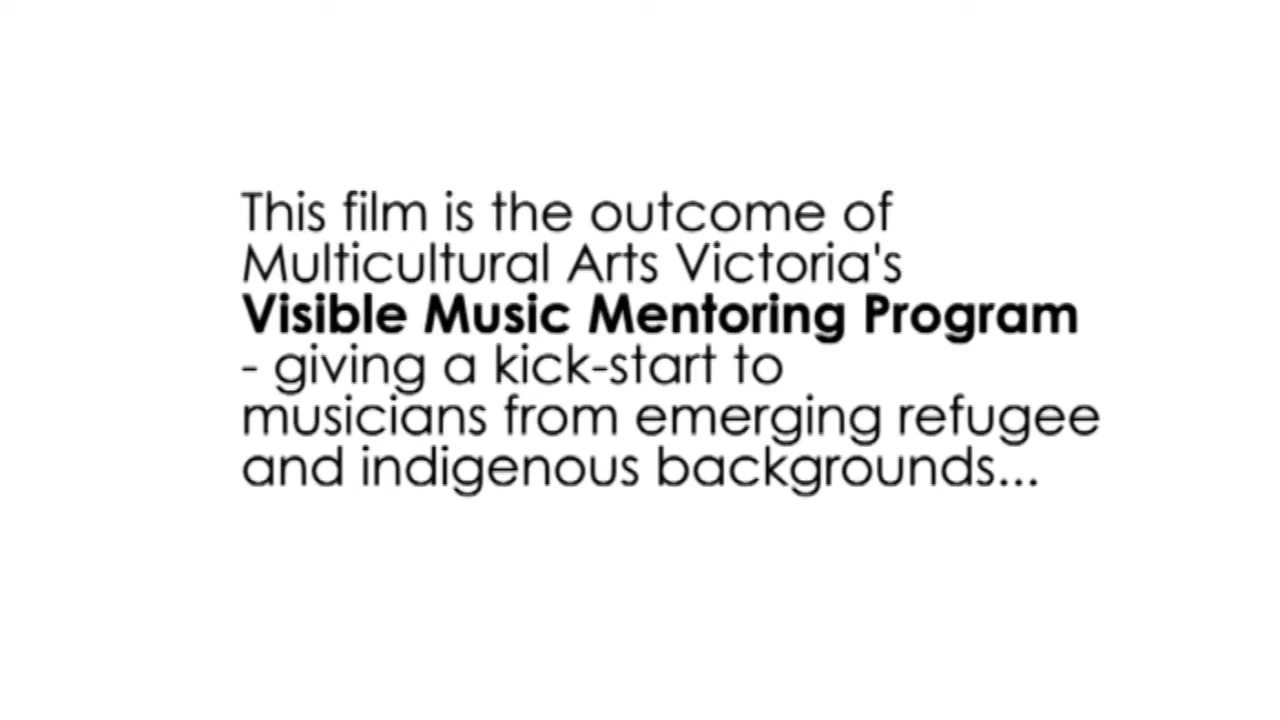 This film is the outcome of
Multicultural Arts Victoria's
Visible Music Mentoring Program
- giving a kick-start to
musicians from emerging refugee
and indigenous backgrounds...